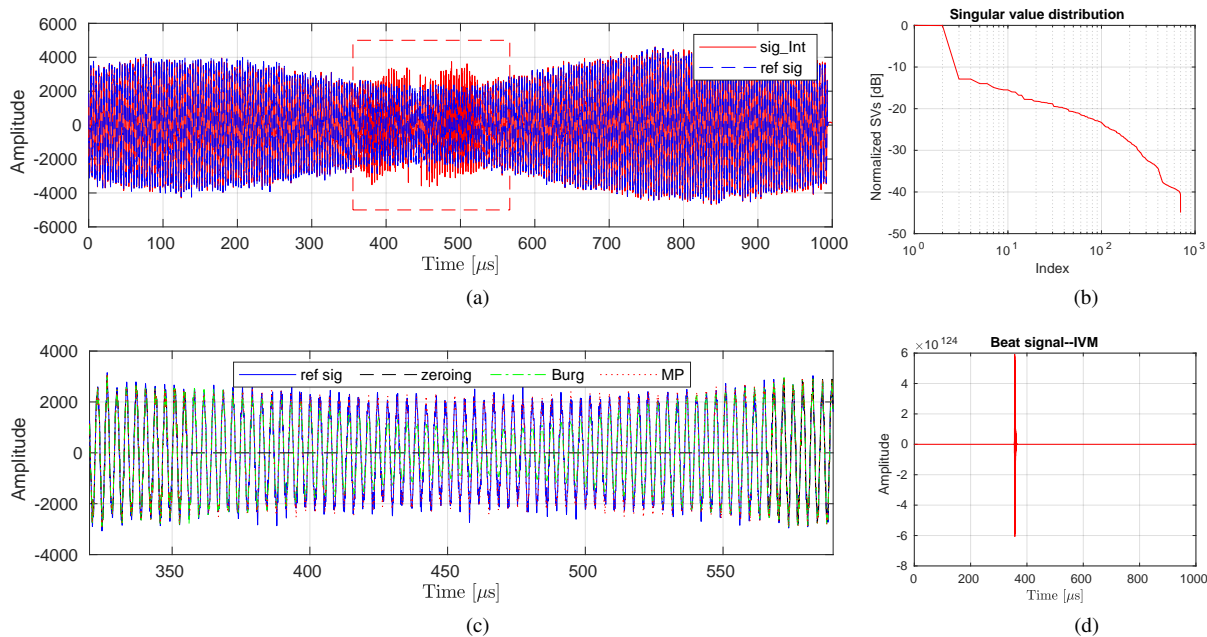 6000
4000
2000
0
-2000
-4000
-6000
Amplitude
sig_Int
ref sig
0 100 200 300 400 500 600 700 800 900 1000
Time [μs]
(a)
Singular value distribution
0
-10
-20
-30
-40
-50
Normalized SVs [dB]
10^0 10^1 10^2 10^3
Index
(b)
4000
2000
0
-2000
-4000
Amplitude
ref sig zeroing Burg MP
350 400 450 500 550
Time [μs]
(c)
×10^124 Beat signal--IVM
6
4
2
0
-2
-4
-6
-8
Amplitude
0 200 400 600 800 1000
Time [μs]
(d)